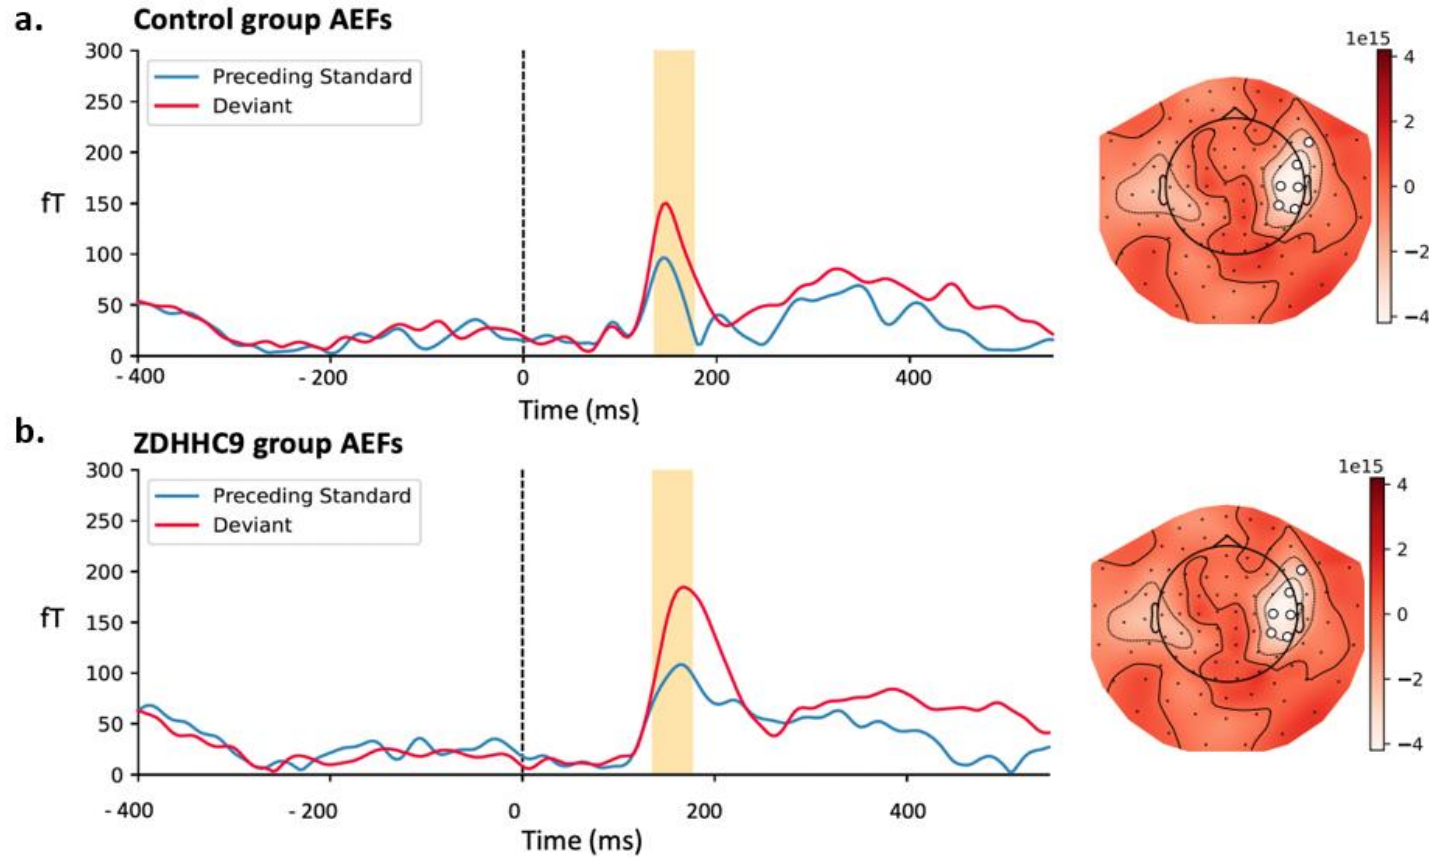 a.
Control group AEFs
300
250
200
150
100
50
0
fT
Preceding Standard
Deviant
- 400
- 200
0
200
400
Time (ms)
1e15
4
2
0
−2
−4
b.
ZDHHC9 group AEFs
300
250
200
150
100
50
0
fT
Preceding Standard
Deviant
- 400
- 200
0
200
400
Time (ms)
1e15
4
2
0
−2
−4